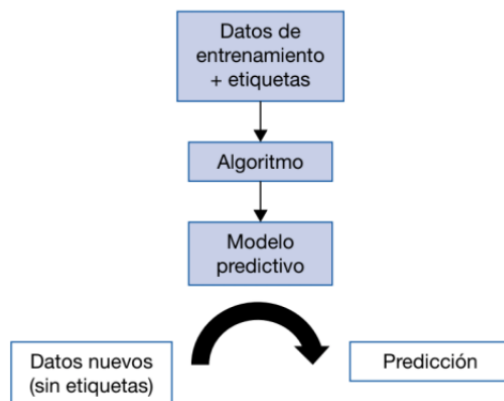 Datos de
entrenamiento
+ etiquetas
Algoritmo
Modelo
predictivo
Datos nuevos
(sin etiquetas)
Predicción